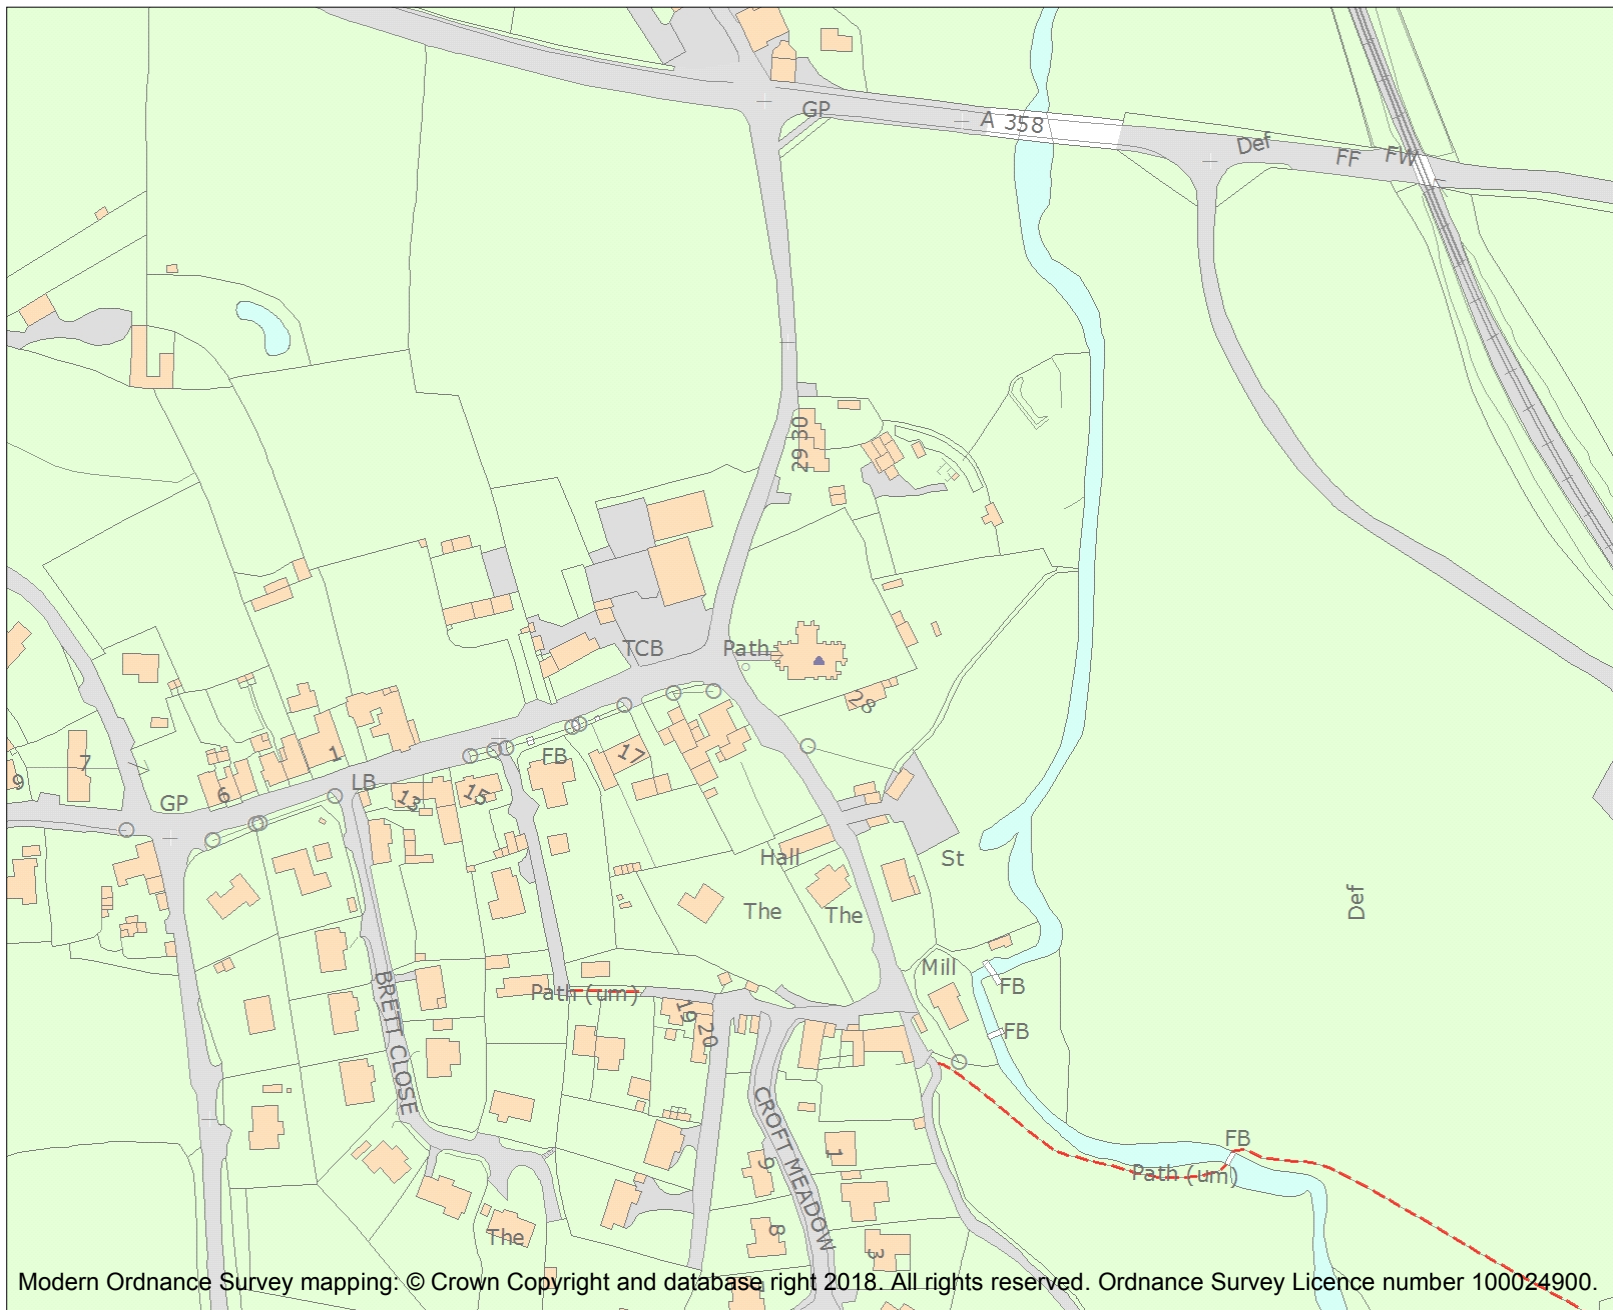 GP
A 358
Def
FF
FW
29 30
TCB
Path
28
1
FB
17
7
9
LB
GP
6
13
15
Hall
St
The
The
Def
Mill
FB
Path (um)
BRETT CLOSE
19
20
FB
CROFT MEADOW
FB
1
9
Path (um)
8
The
3
Modern Ordnance Survey mapping: © Crown Copyright and database right 2018. All rights reserved. Ordnance Survey Licence number 100024900.